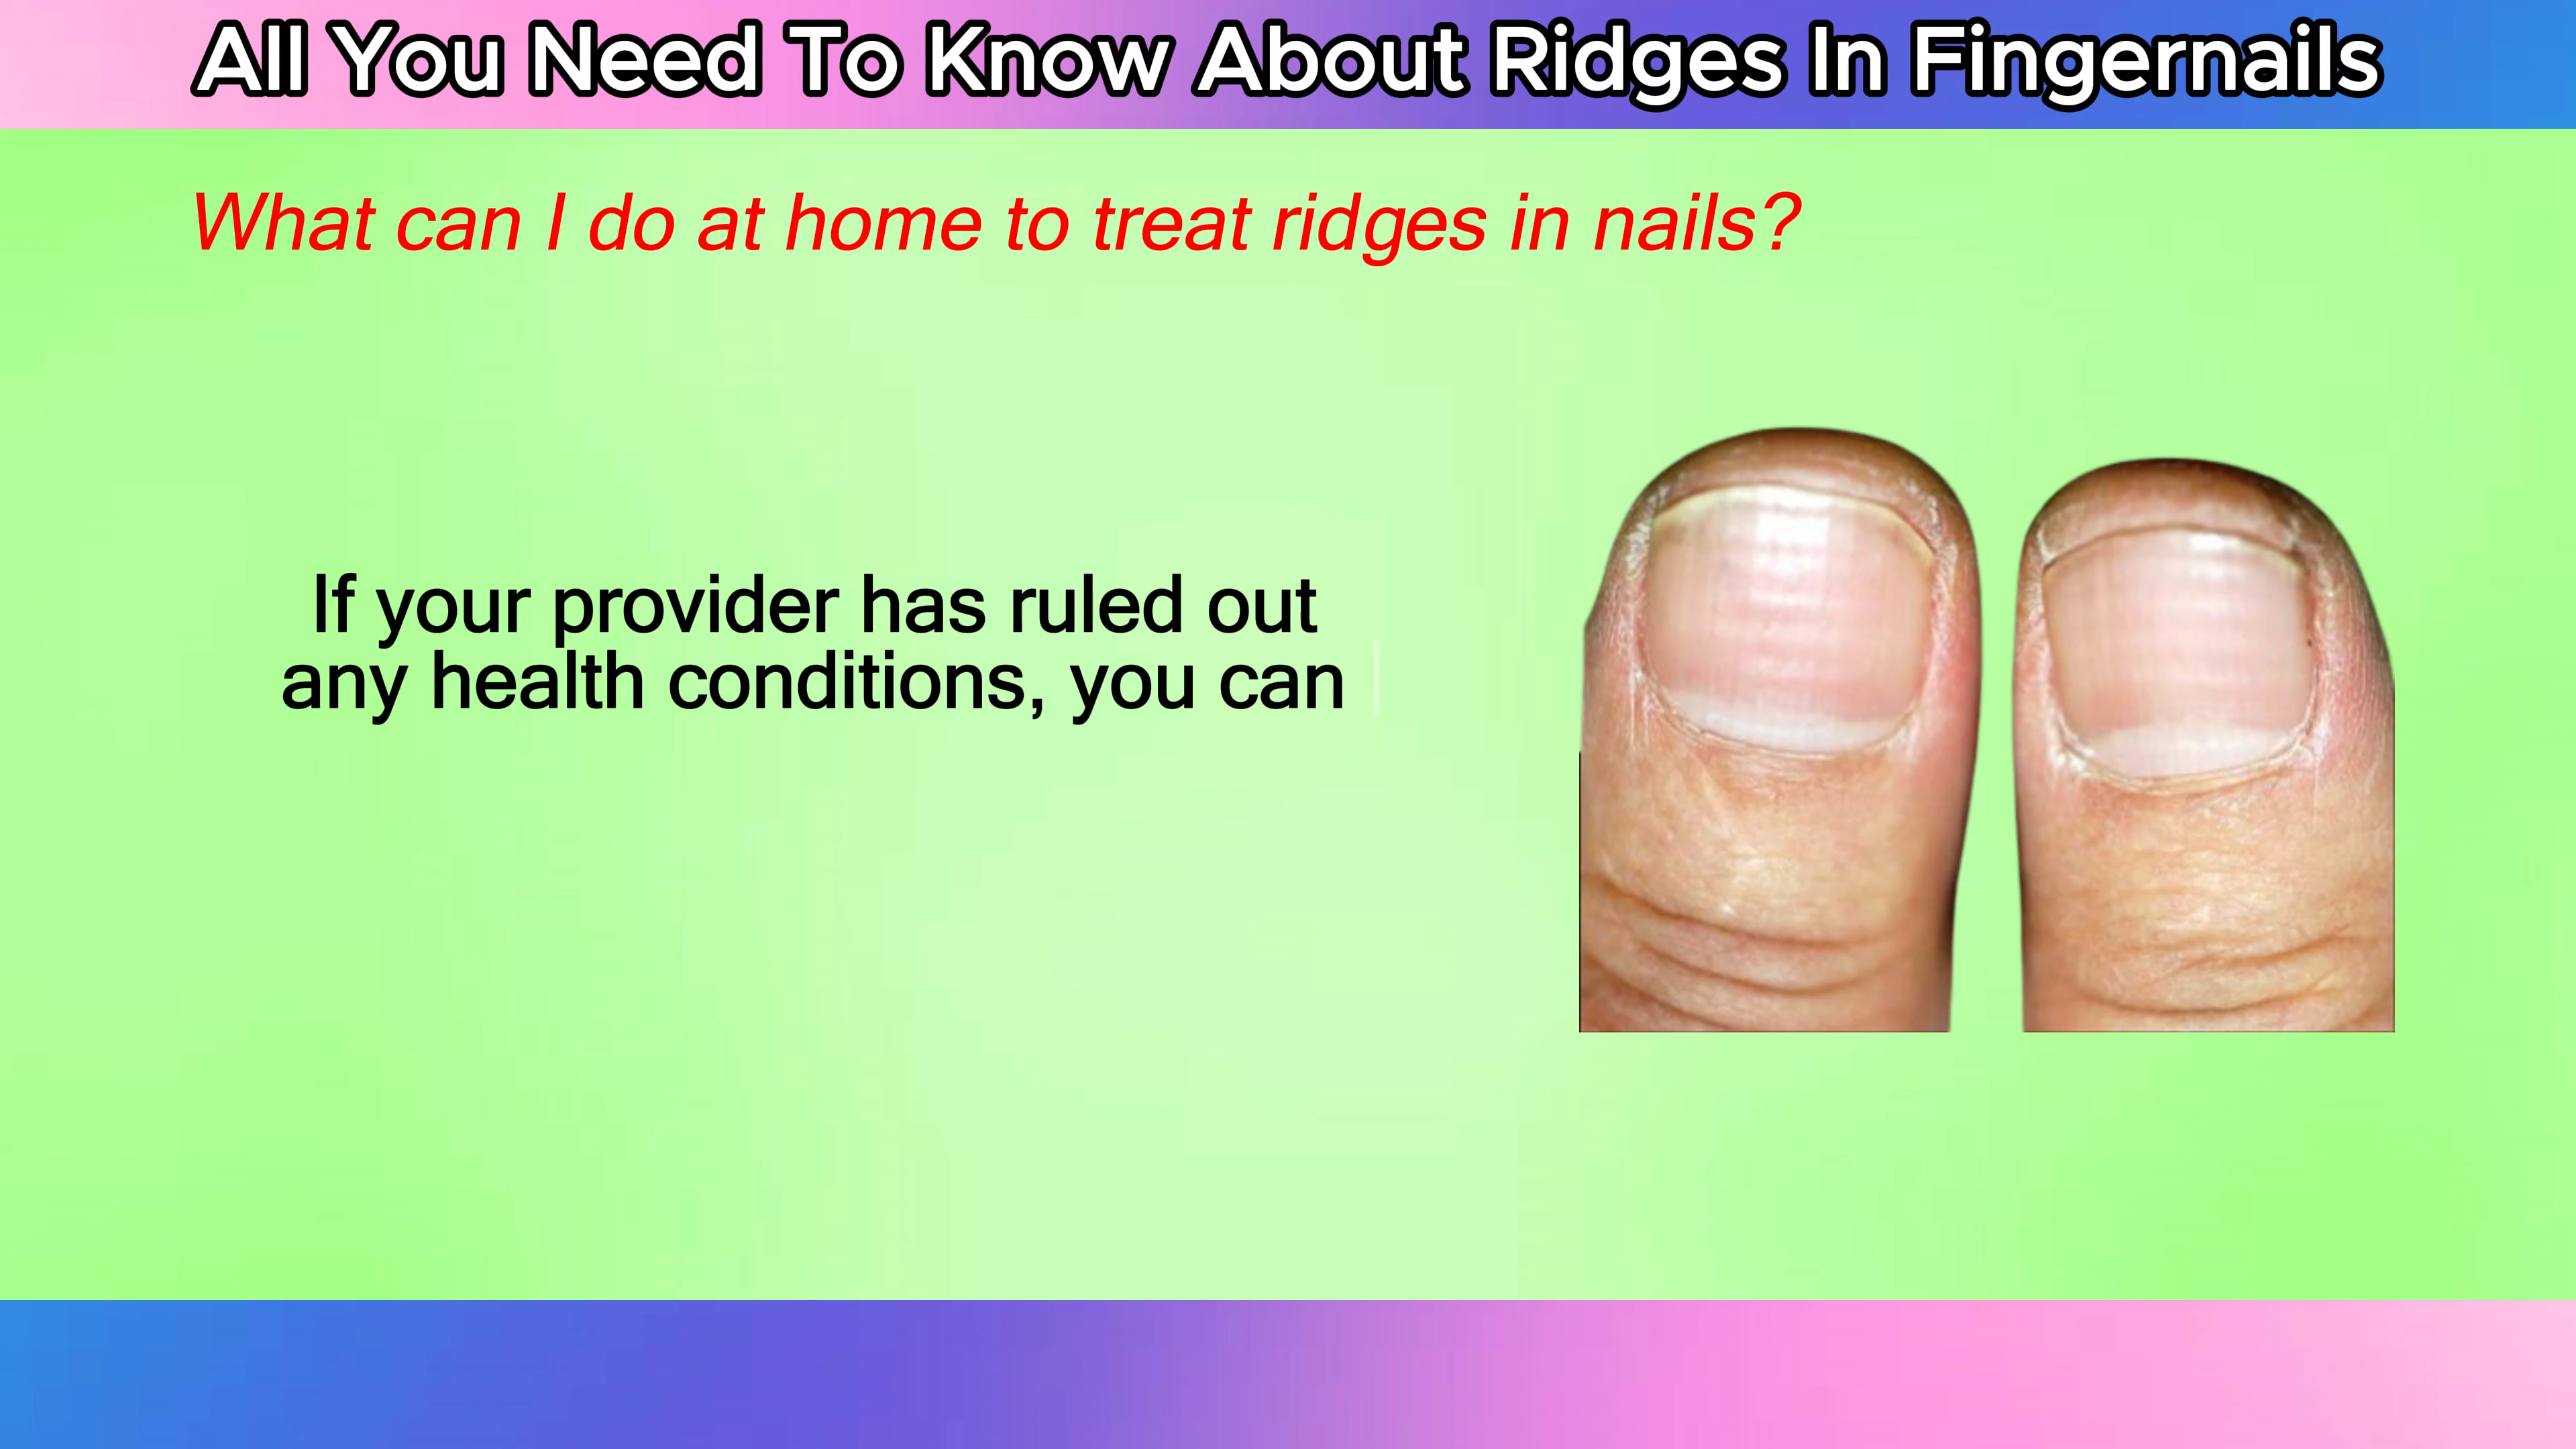 All You Need To Know About Ridges In Fingernails
What can I do at home to treat ridges in nails?
If your provider has ruled out
any health conditions, you can